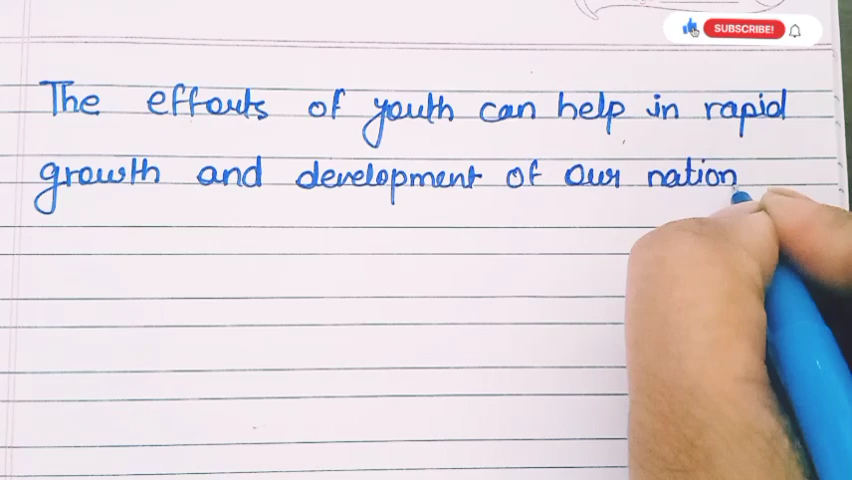 SUBSCRIBE!
The efforts of youth can help in rapid
growth and development of our nation